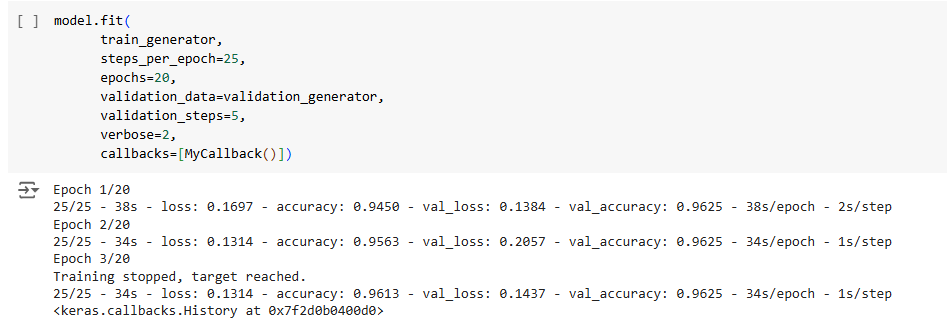 [ ] model.fit(
train_generator,
steps_per_epoch=25,
epochs=20,
validation_data=validation_generator,
validation_steps=5,
verbose=2,
callbacks=[MyCallback()])
Epoch 1/20
25/25 - 38s - loss: 0.1697 - accuracy: 0.9450 - val_loss: 0.1384 - val_accuracy: 0.9625 - 38s/epoch - 2s/step
Epoch 2/20
25/25 - 34s - loss: 0.1314 - accuracy: 0.9563 - val_loss: 0.2057 - val_accuracy: 0.9625 - 34s/epoch - 1s/step
Epoch 3/20
Training stopped, target reached.
25/25 - 34s - loss: 0.1314 - accuracy: 0.9613 - val_loss: 0.1437 - val_accuracy: 0.9625 - 34s/epoch - 1s/step
<keras.callbacks.History at 0x7f2d0b0400d0>